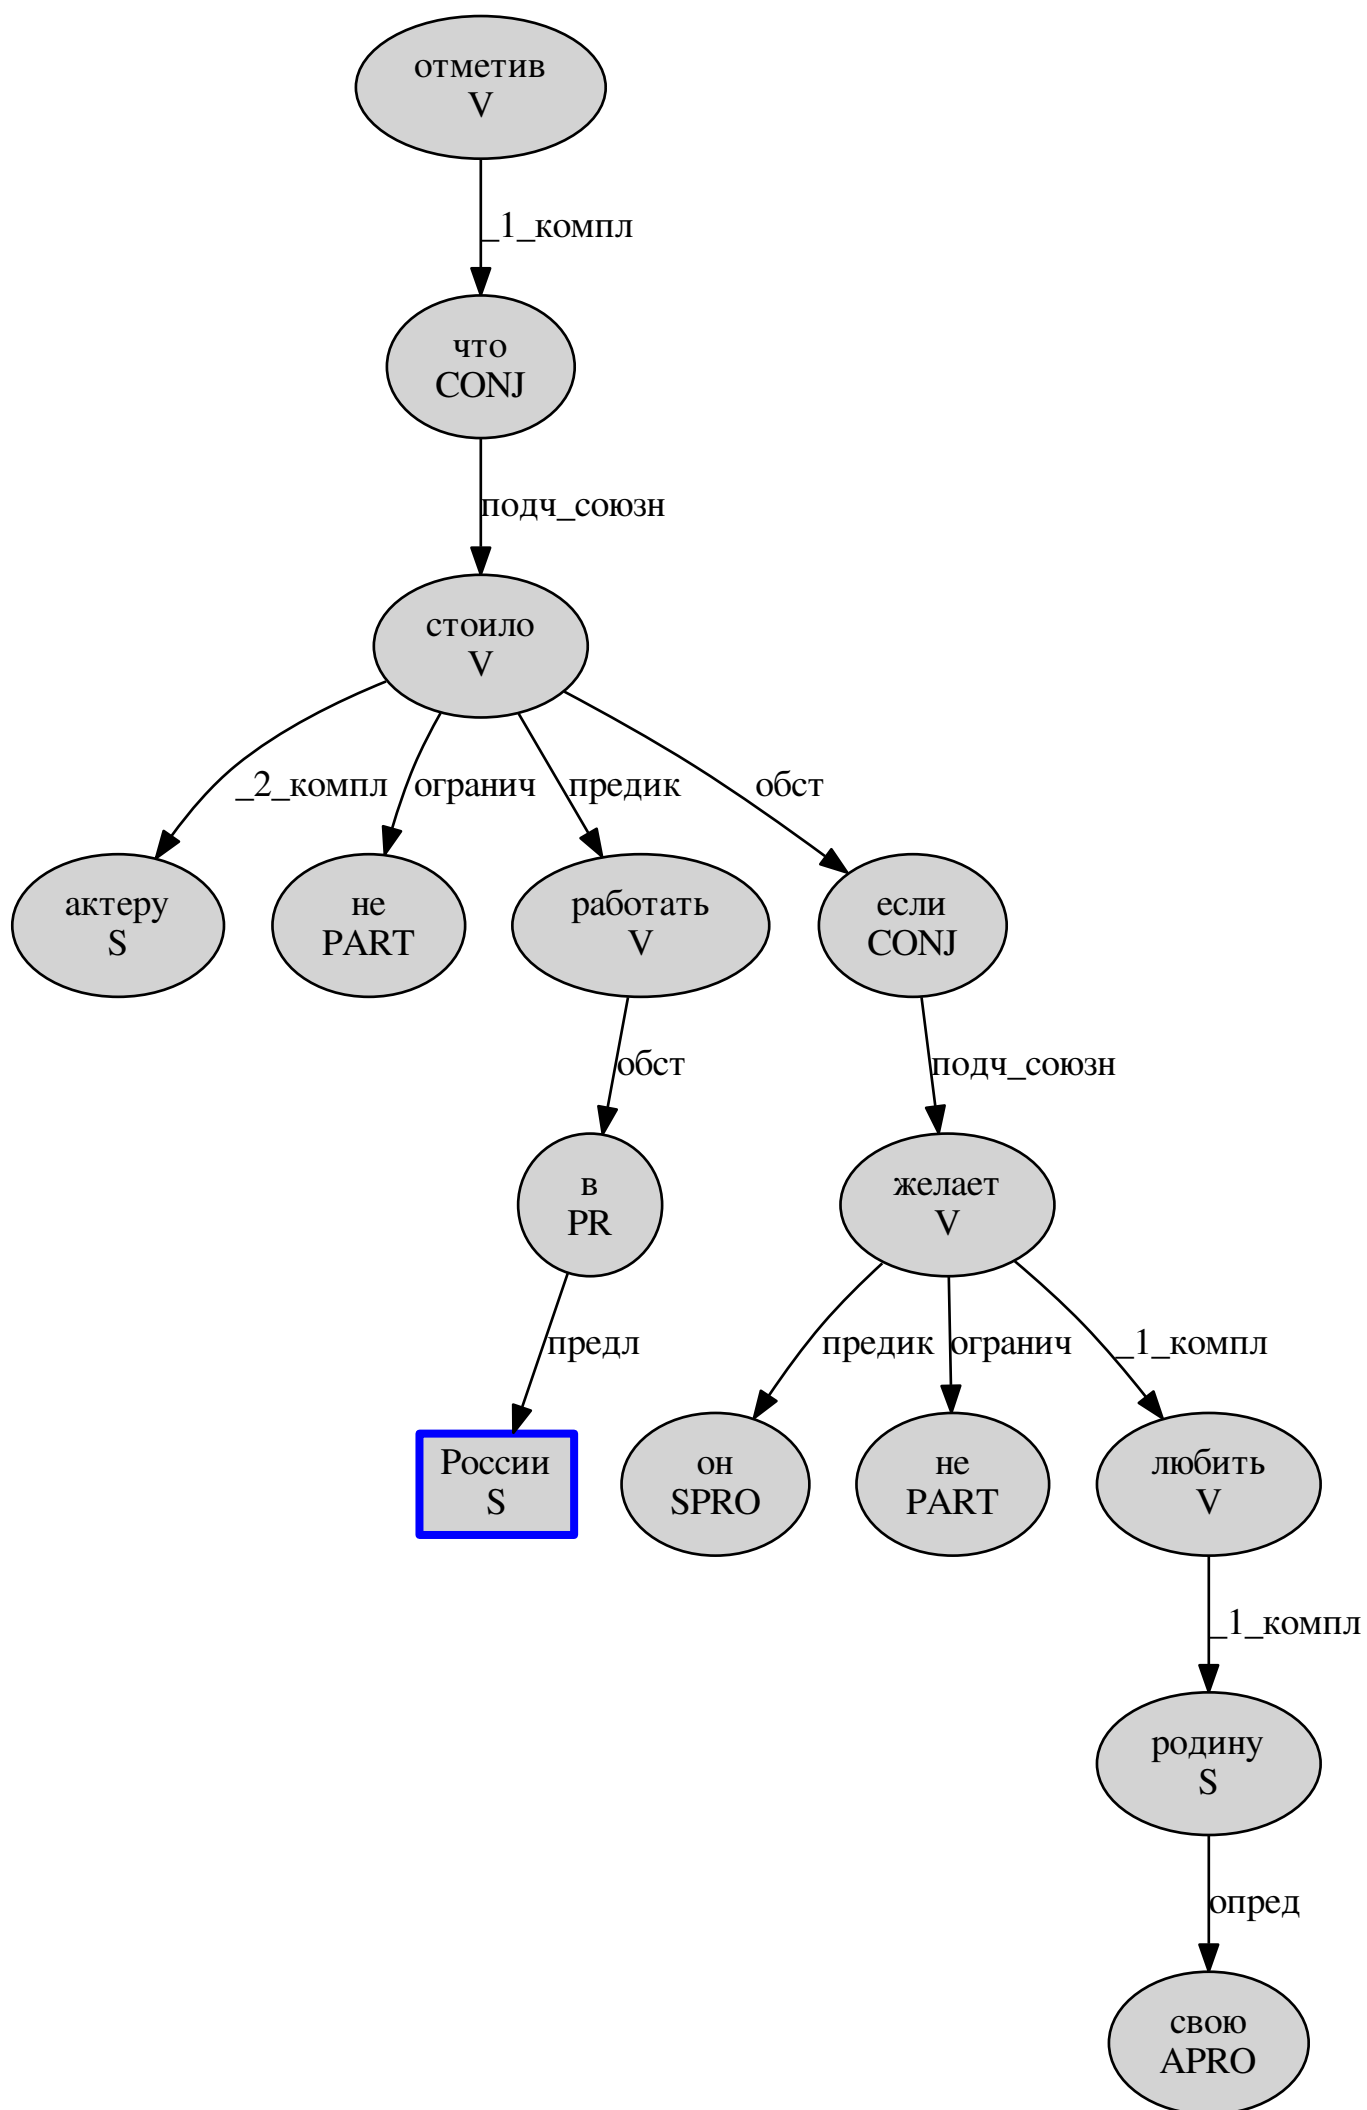 отметив
V
_1_компл
что
CONJ
подч_союзн
стоило
V
_2_компл
огранич
предик
обст
актеру
S
не
PART
работать
V
если
CONJ
обст
подч_союзн
в
PR
желает
V
предл
предик
огранич
_1_компл
России
S
он
SPRO
не
PART
любить
V
_1_компл
родину
S
опред
свою
APRO